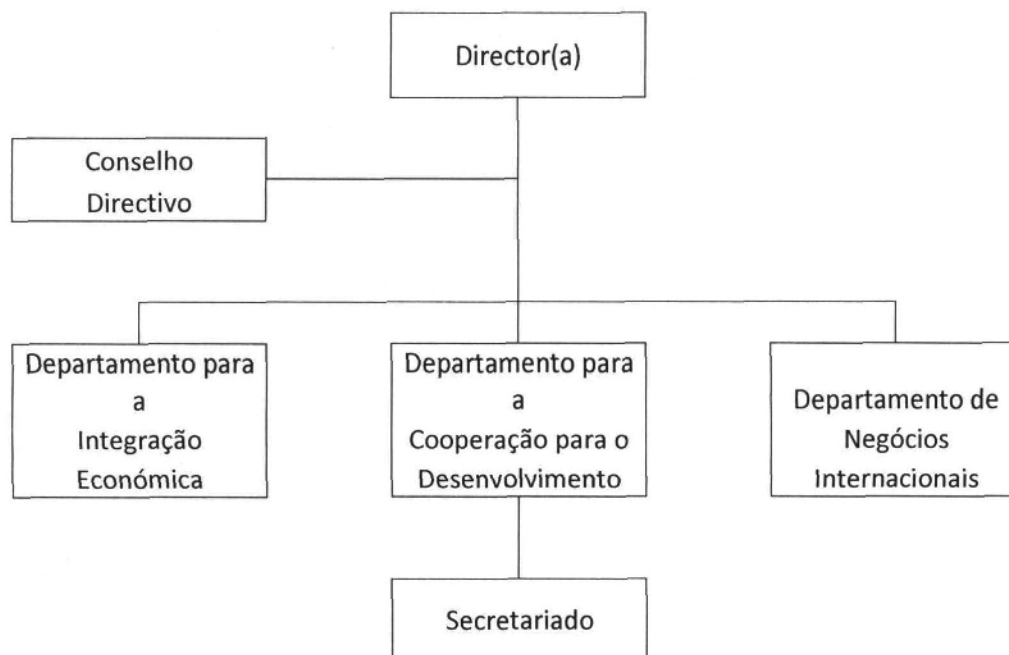 Director(a)
Conselho
Directivo
Departamento para
a
Integração
Económica
Departamento para
a
Cooperação para o
Desenvolvimento
Departamento de
Negócios
Internacionais
Secretariado